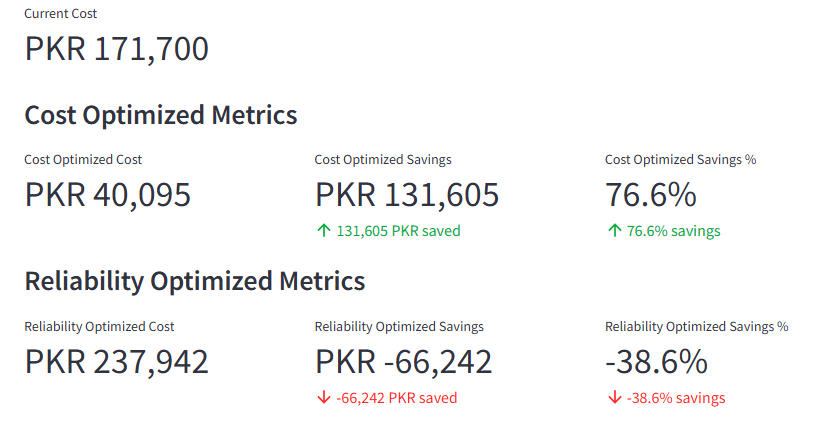 Current Cost
PKR 171,700
Cost Optimized Metrics
Cost Optimized Cost
Cost Optimized Savings
Cost Optimized Savings %
PKR 40,095
PKR 131,605
76.6%
↑ 131,605 PKR saved
↑ 76.6% savings
Reliability Optimized Metrics
Reliability Optimized Cost
Reliability Optimized Savings
Reliability Optimized Savings %
PKR 237,942
PKR -66,242
-38.6%
↓ -66,242 PKR saved
↓ -38.6% savings